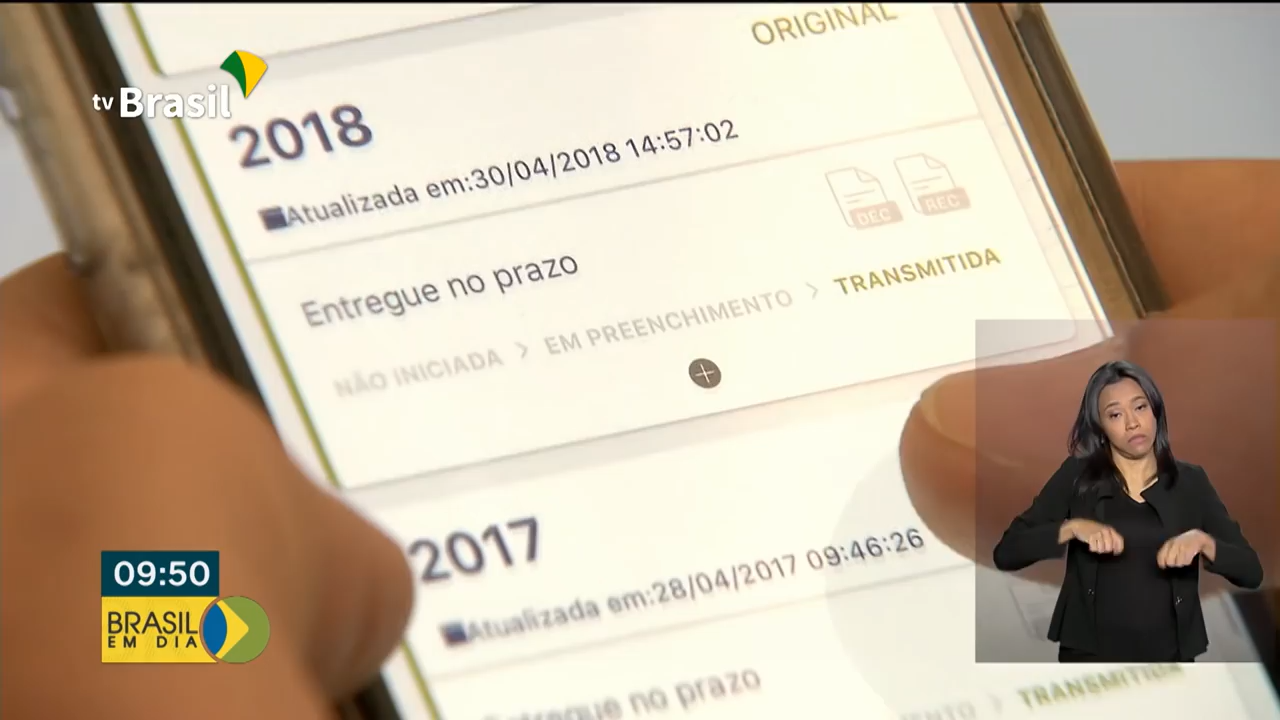 ORIGINAL
tv Brasil
2018
Atualizada em:30/04/2018 14:57:02
DEC REC
Entregue no prazo
NÃO INICIADA > EM PREENCHIMENTO > TRANSMITIDA
2017
Atualizada em:28/04/2017 09:46:26
09:50
BRASIL
EM DIA
Entregue no prazo
TRANSMITIDA